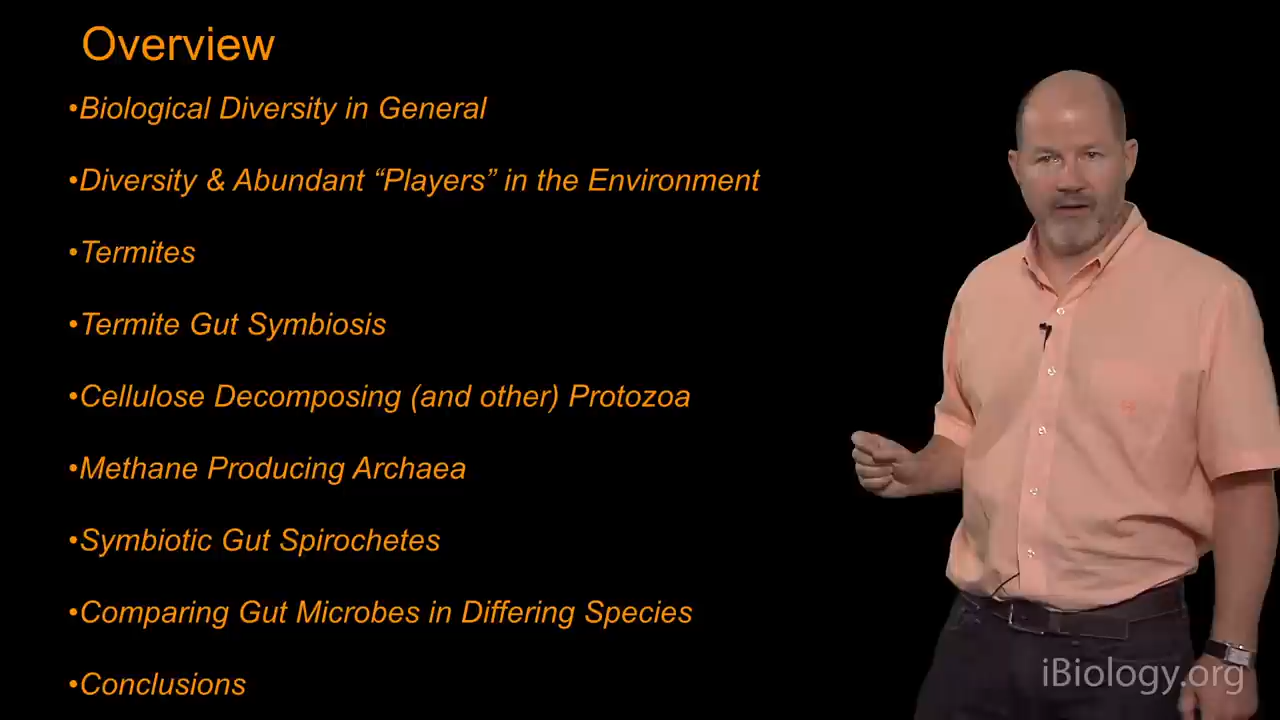 Overview
•Biological Diversity in General
•Diversity & Abundant “Players” in the Environment
•Termites
•Termite Gut Symbiosis
•Cellulose Decomposing (and other) Protozoa
•Methane Producing Archaea
•Symbiotic Gut Spirochetes
•Comparing Gut Microbes in Differing Species
•Conclusions
iBiology.org